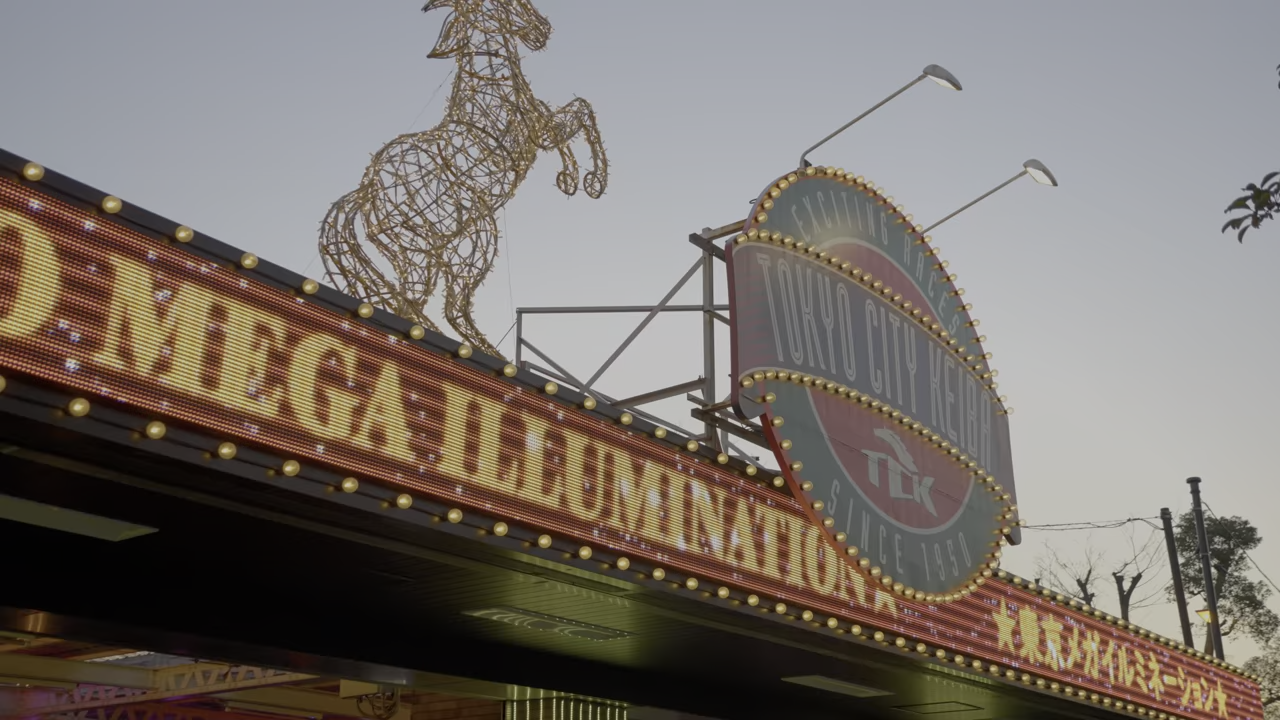 O MEGA ILLUMINATION
EXCITING RACES
TOKYO CITY KEIBA
TCK
SINCE 1950
★東京メガイルミネーション★